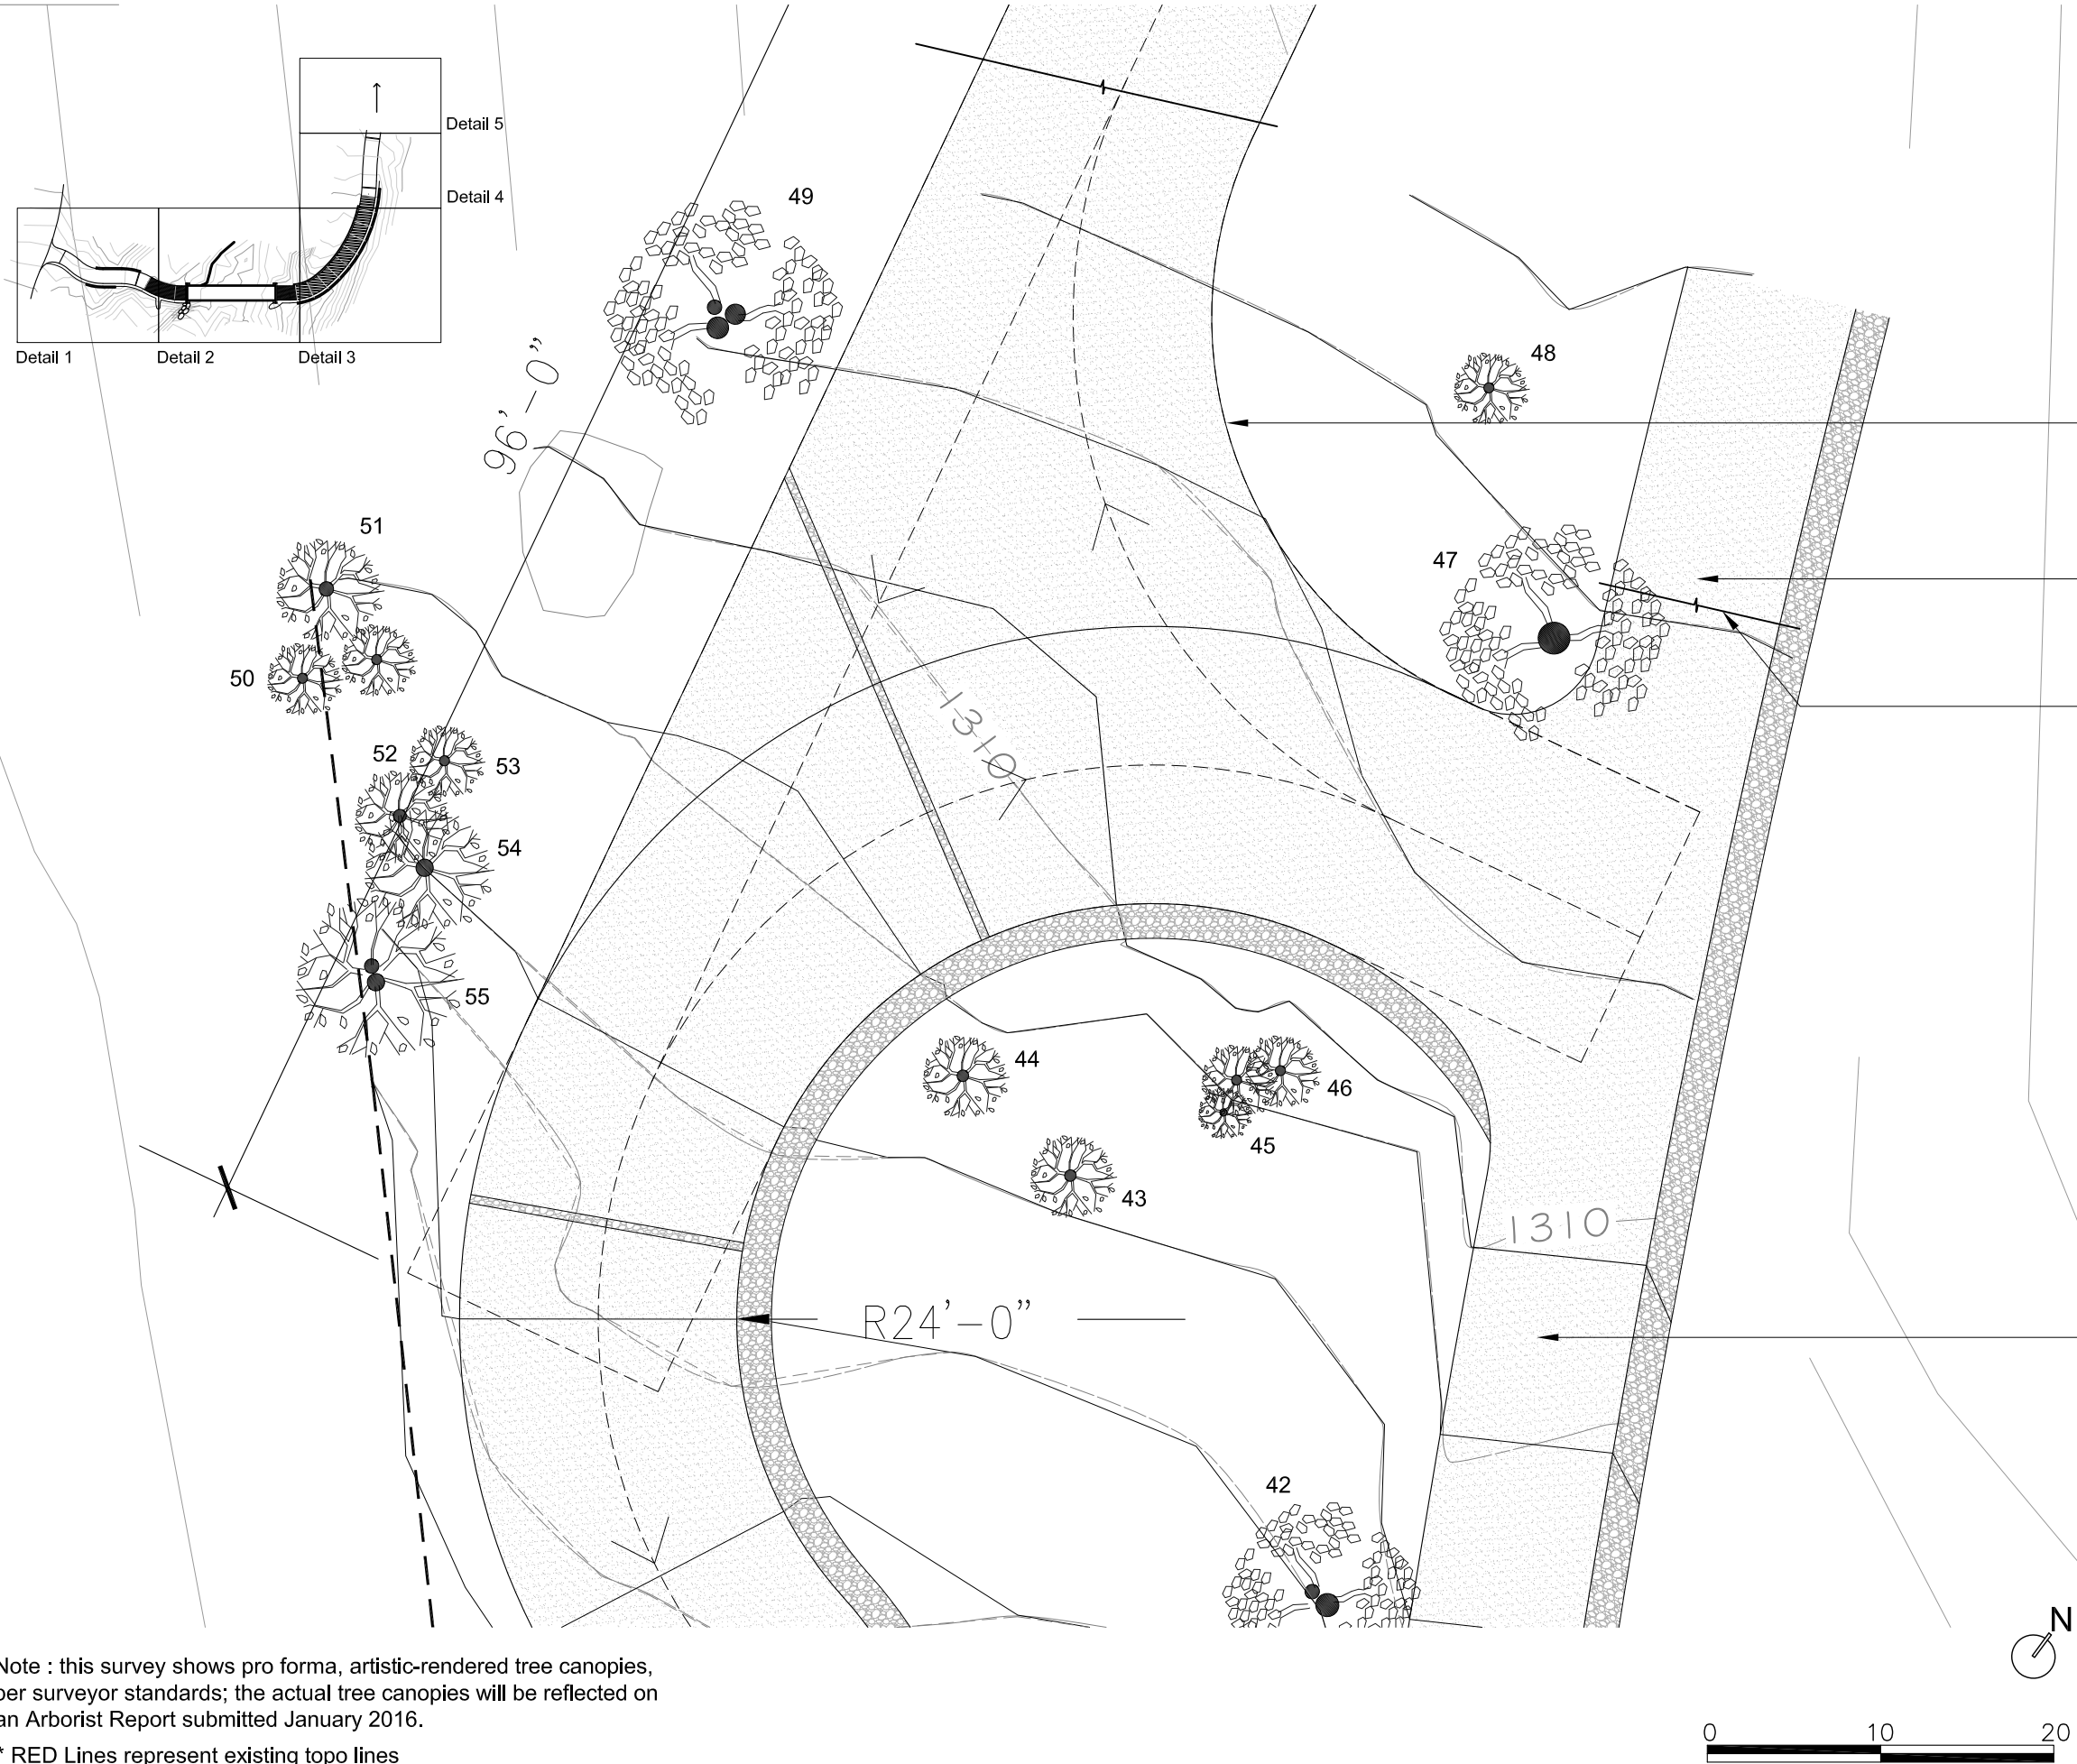 Detail 5
Detail 4
Detail 1
Detail 2
Detail 3
49
96'-0"
48
51
47
50
1310
52
53
54
55
44
46
45
43
1310
R24'-0"
42
N
Note : this survey shows pro forma, artistic-rendered tree canopies,
per surveyor standards; the actual tree canopies will be reflected on
an Arborist Report submitted January 2016.
* RED Lines represent existing topo lines
0 10 20